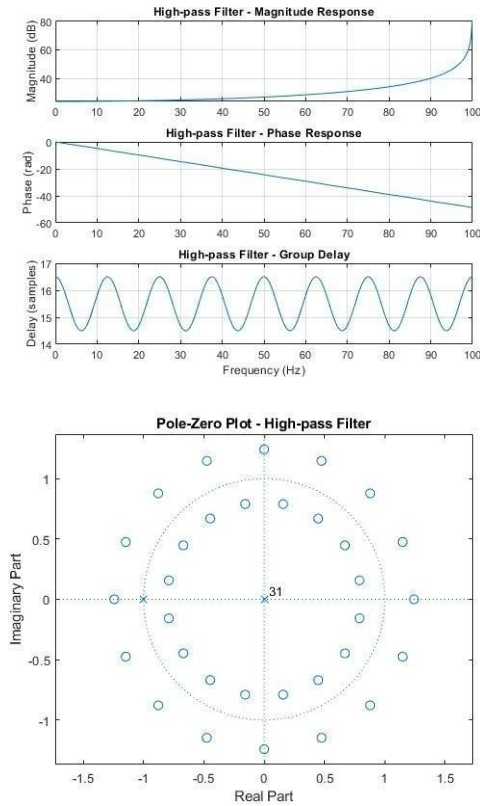 High-pass Filter - Magnitude Response
Magnitude (dB)
80
60
40
0 10 20 30 40 50 60 70 80 90 100
High-pass Filter - Phase Response
Phase (rad)
0
-20
-40
-60
0 10 20 30 40 50 60 70 80 90 100
High-pass Filter - Group Delay
Delay (samples)
17
16
15
14
0 10 20 30 40 50 60 70 80 90 100
Frequency (Hz)
Pole-Zero Plot - High-pass Filter
Imaginary Part
1
0.5
0
-0.5
-1
31
-1.5 -1 -0.5 0 0.5 1 1.5
Real Part